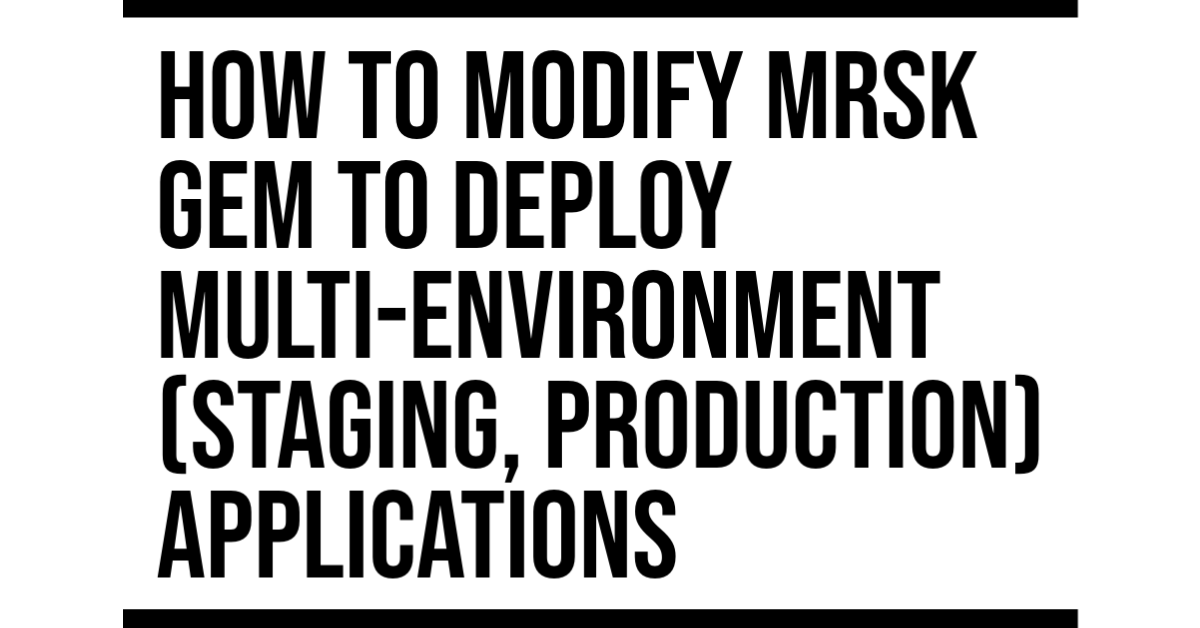 HOW TO MODIFY MRSK
GEM TO DEPLOY
MULTI-ENVIRONMENT
(STAGING, PRODUCTION)
APPLICATIONS